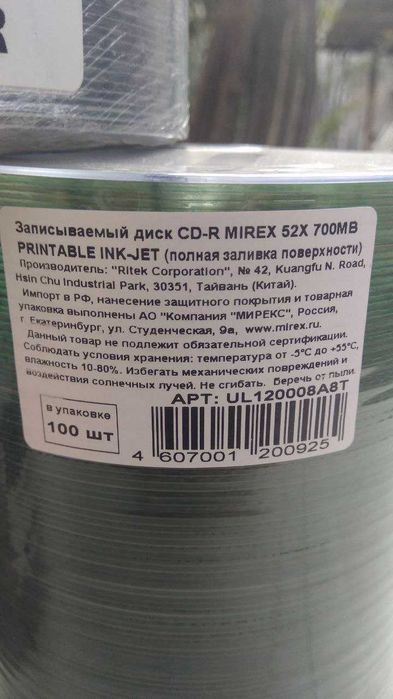 R
Записываемый диск CD-R MIREX 52X 700MB
PRINTABLE INK-JET (полная заливка поверхности)
Производитель: "Ritek Corporation", № 42, Kuangfu N. Road,
Hsin Chu Industrial Park, 30351, Тайвань (Китай).
Импорт в РФ, нанесение защитного покрытия и товарная
упаковка выполнены АО "Компания "МИРЕКС", Россия,
г. Екатеринбург, ул. Студенческая, 9а, www.mirex.ru.
Данный товар не подлежит обязательной сертификации.
Соблюдать условия хранения: температура от -5°С до +55°С,
влажность 10-80%. Избегать механических повреждений и
воздействия солнечных лучей. Не сгибать. Беречь от пыли.
АРТ: UL120008A8T
в упаковке
100 шт
4 607001 200925